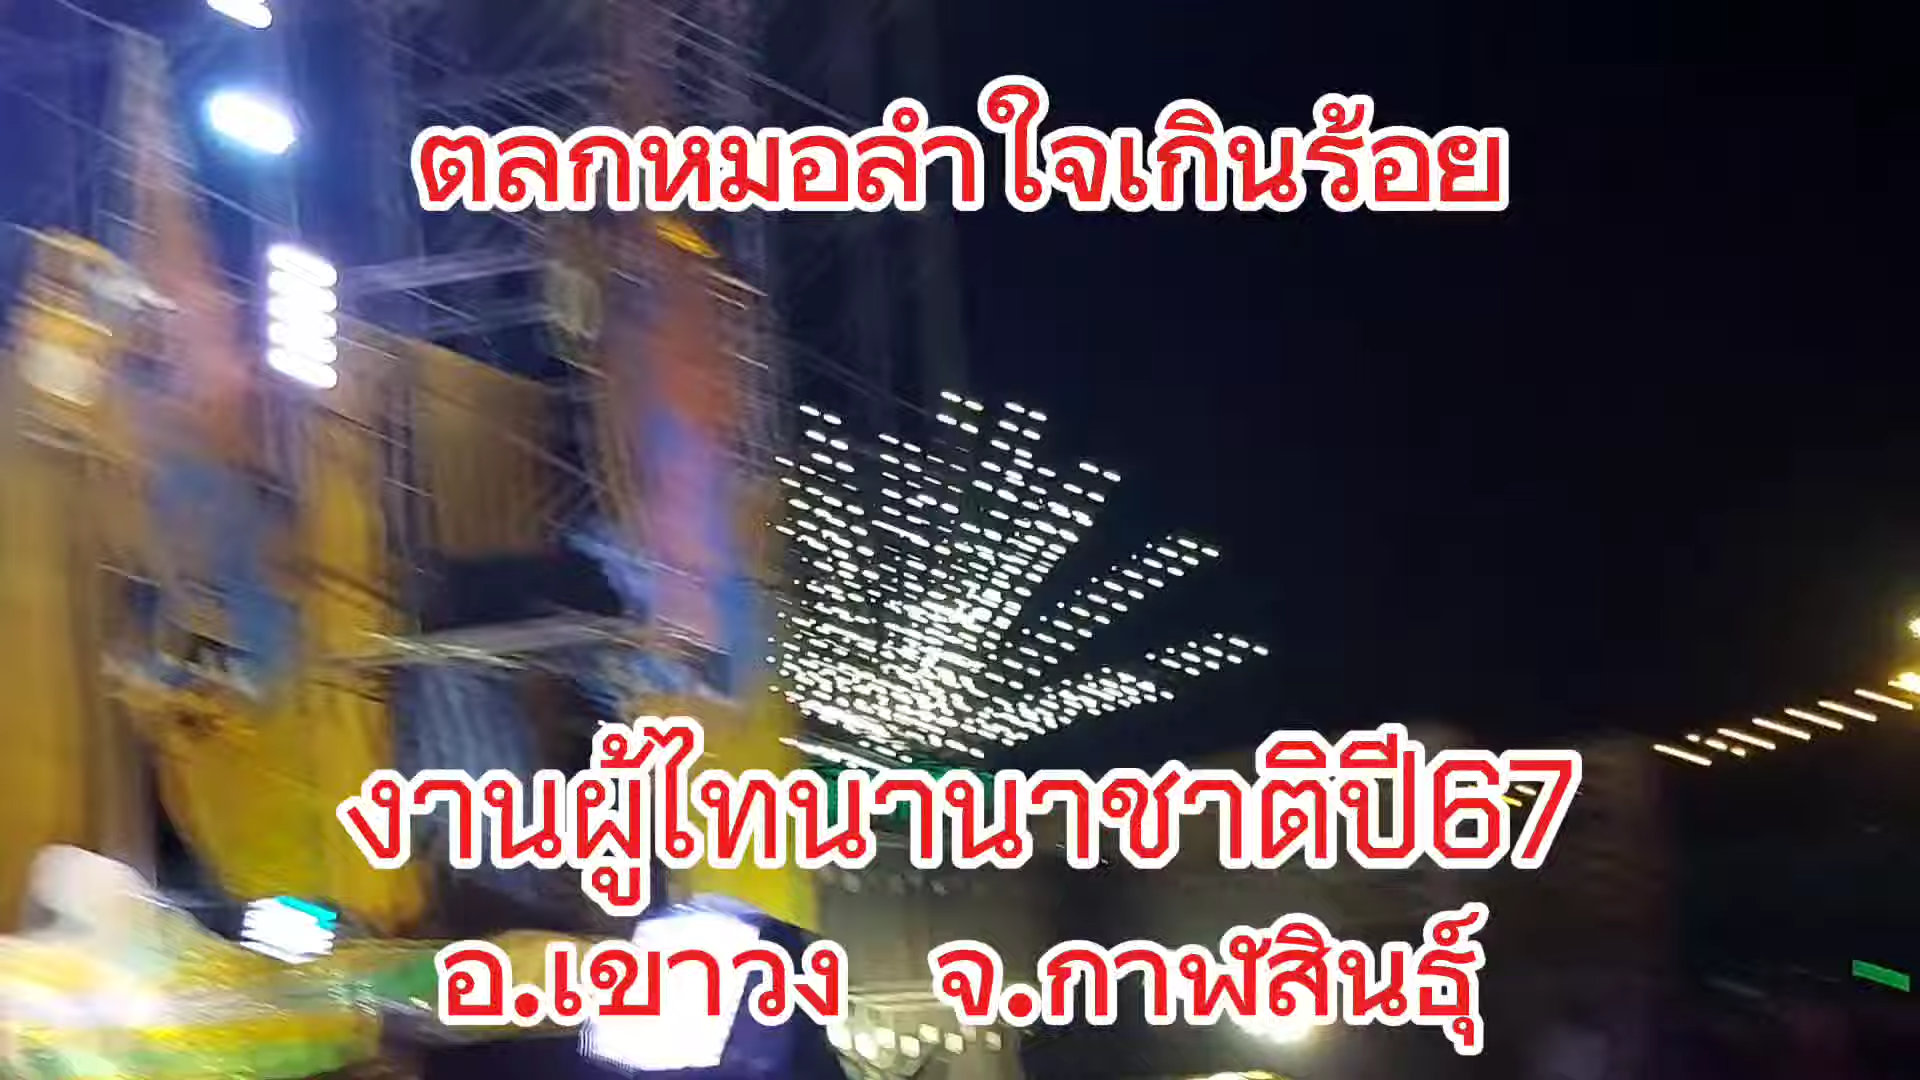 ตลกหมอลำใจเกินร้อย
งานผู้ไทนานาชาติปี67
อ.เขาวง จ.กาฬสินธุ์